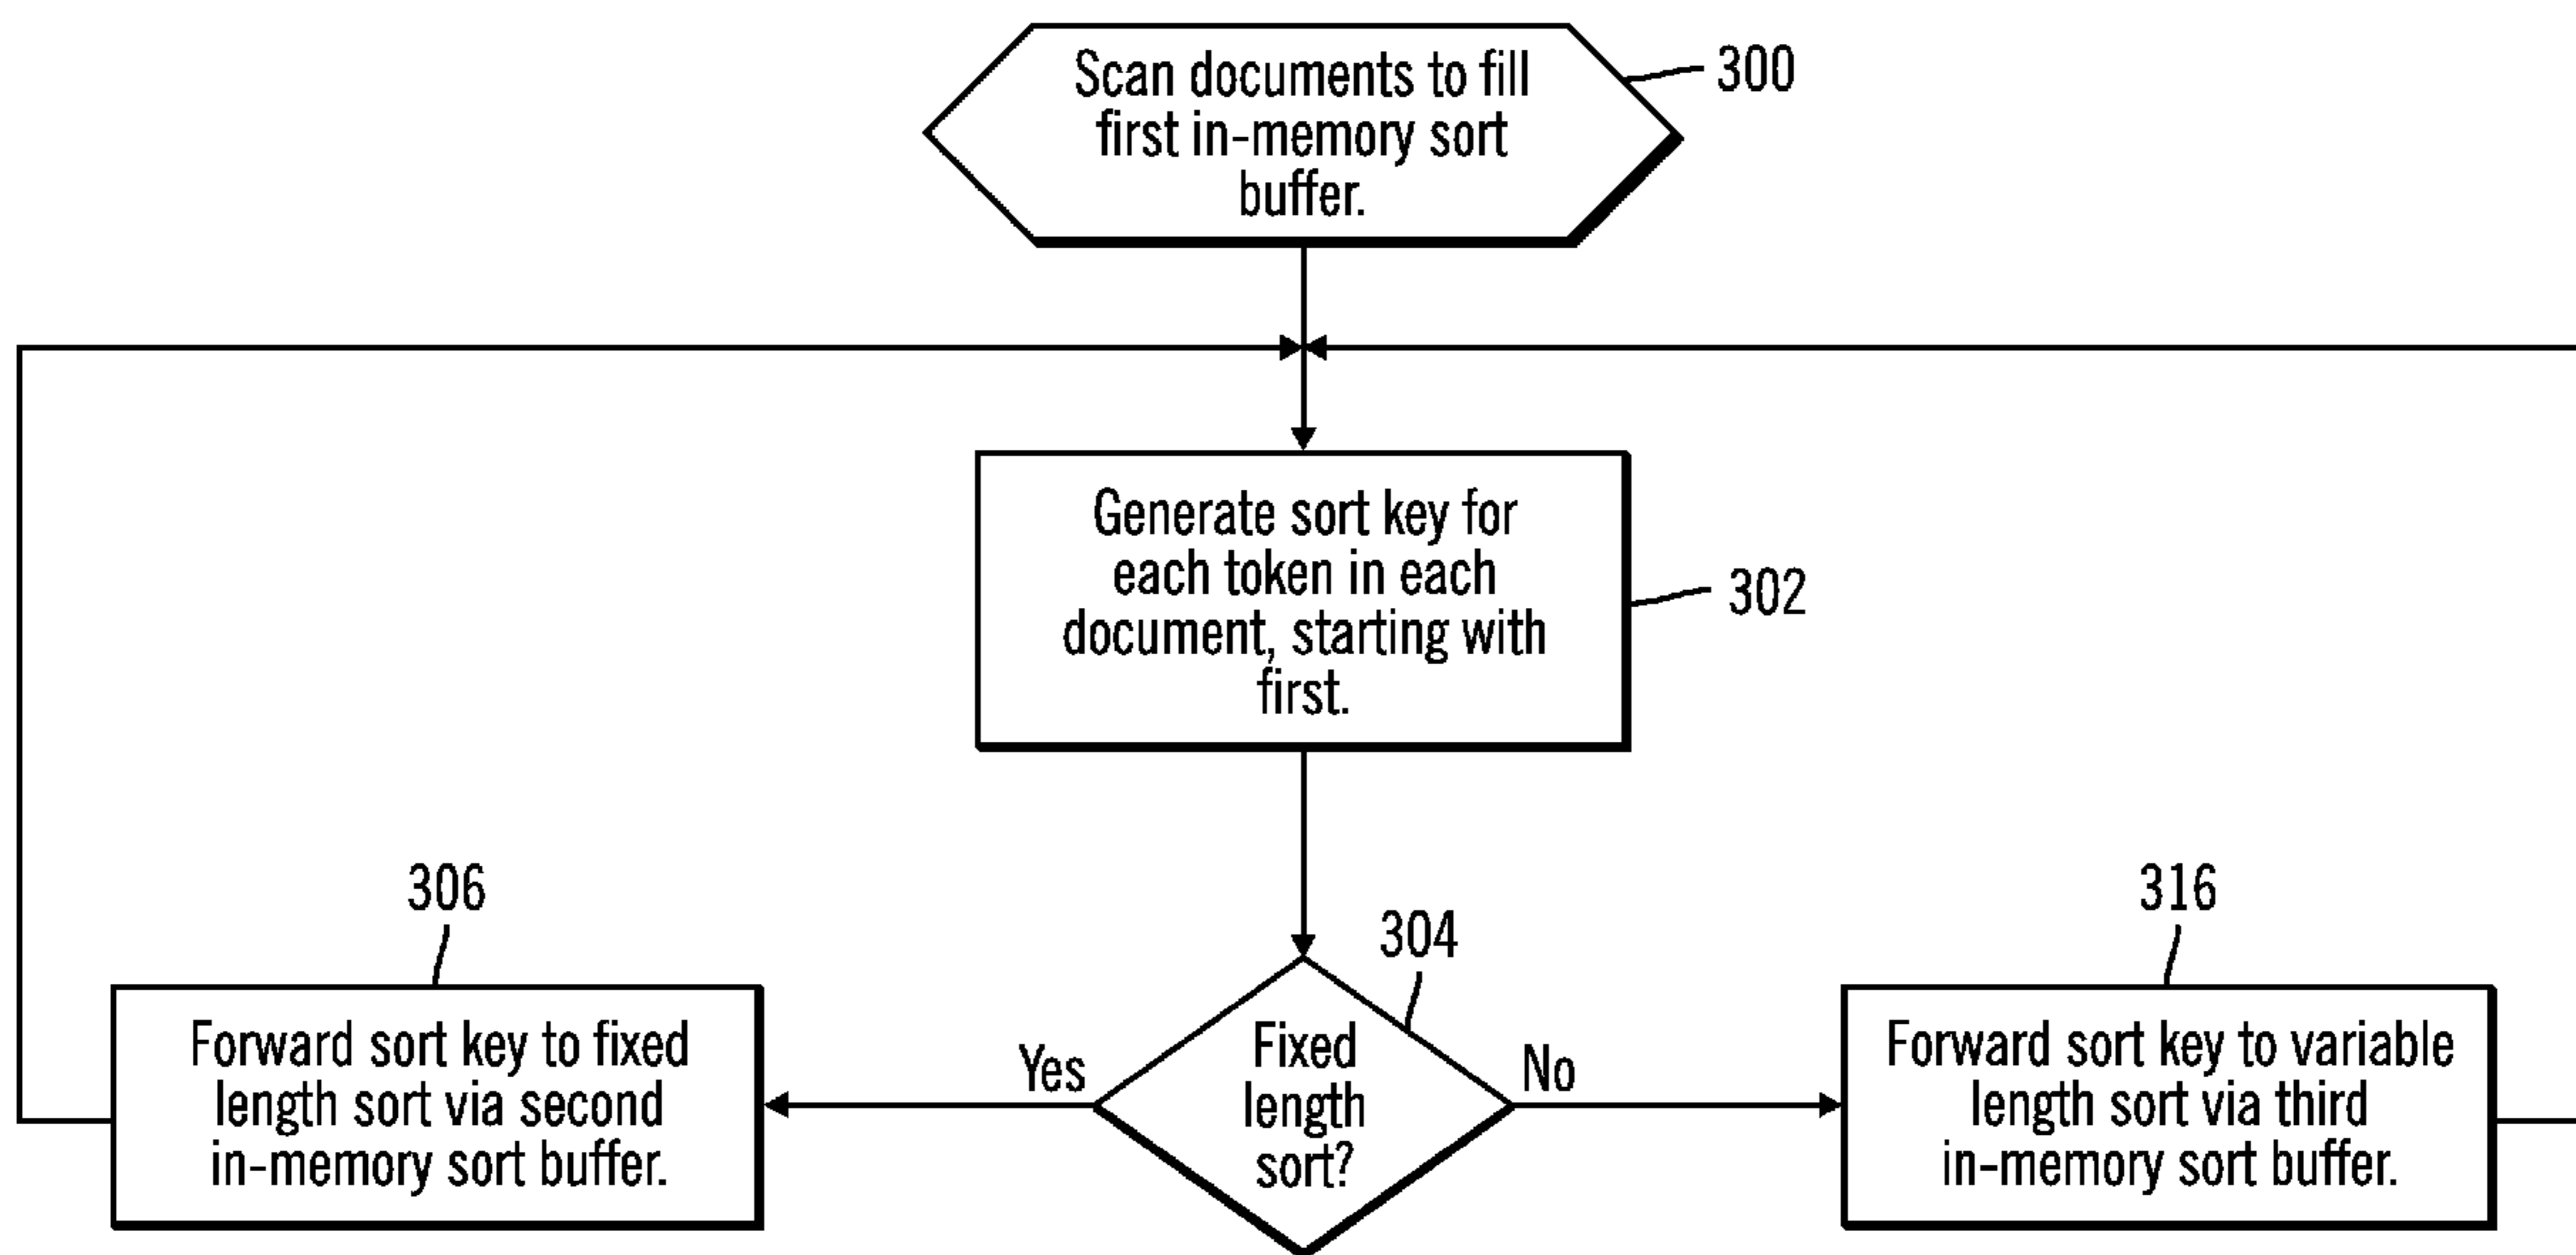 Scan documents to fill
first in-memory sort
buffer.
300
Generate sort key for
each token in each
document, starting with
first.
302
306
304
316
Forward sort key to fixed
length sort via second
in-memory sort buffer.
Yes
Fixed
length
sort?
No
Forward sort key to variable
length sort via third
in-memory sort buffer.